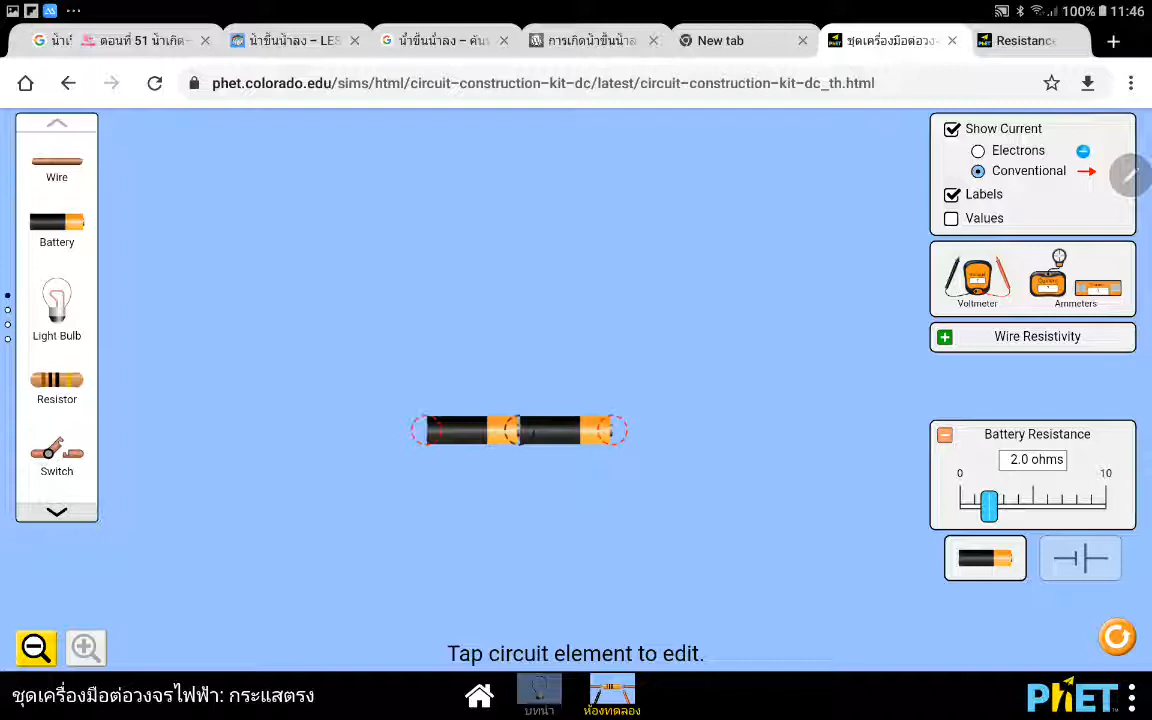 100% 11:46
น้ำเ
ตอนที่ 51 น้ำเกิด-
น้ำขึ้นน้ำลง – LES
น้ำขึ้นน้ำลง – ค้น
การเกิดน้ำขึ้นน้ำล
New tab
ชุดเครื่องมือต่อวงจ
Resistance
phet.colorado.edu/sims/html/circuit-construction-kit-dc/latest/circuit-construction-kit-dc_th.html
Wire
Battery
Light Bulb
Resistor
Switch
Show Current
Electrons
Conventional
Labels
Values
Voltmeter
Ammeters
Wire Resistivity
Battery Resistance
2.0 ohms
0 10
Tap circuit element to edit.
ชุดเครื่องมือต่อวงจรไฟฟ้า: กระแสตรง
บทนำ
ห้องทดลอง
PhET